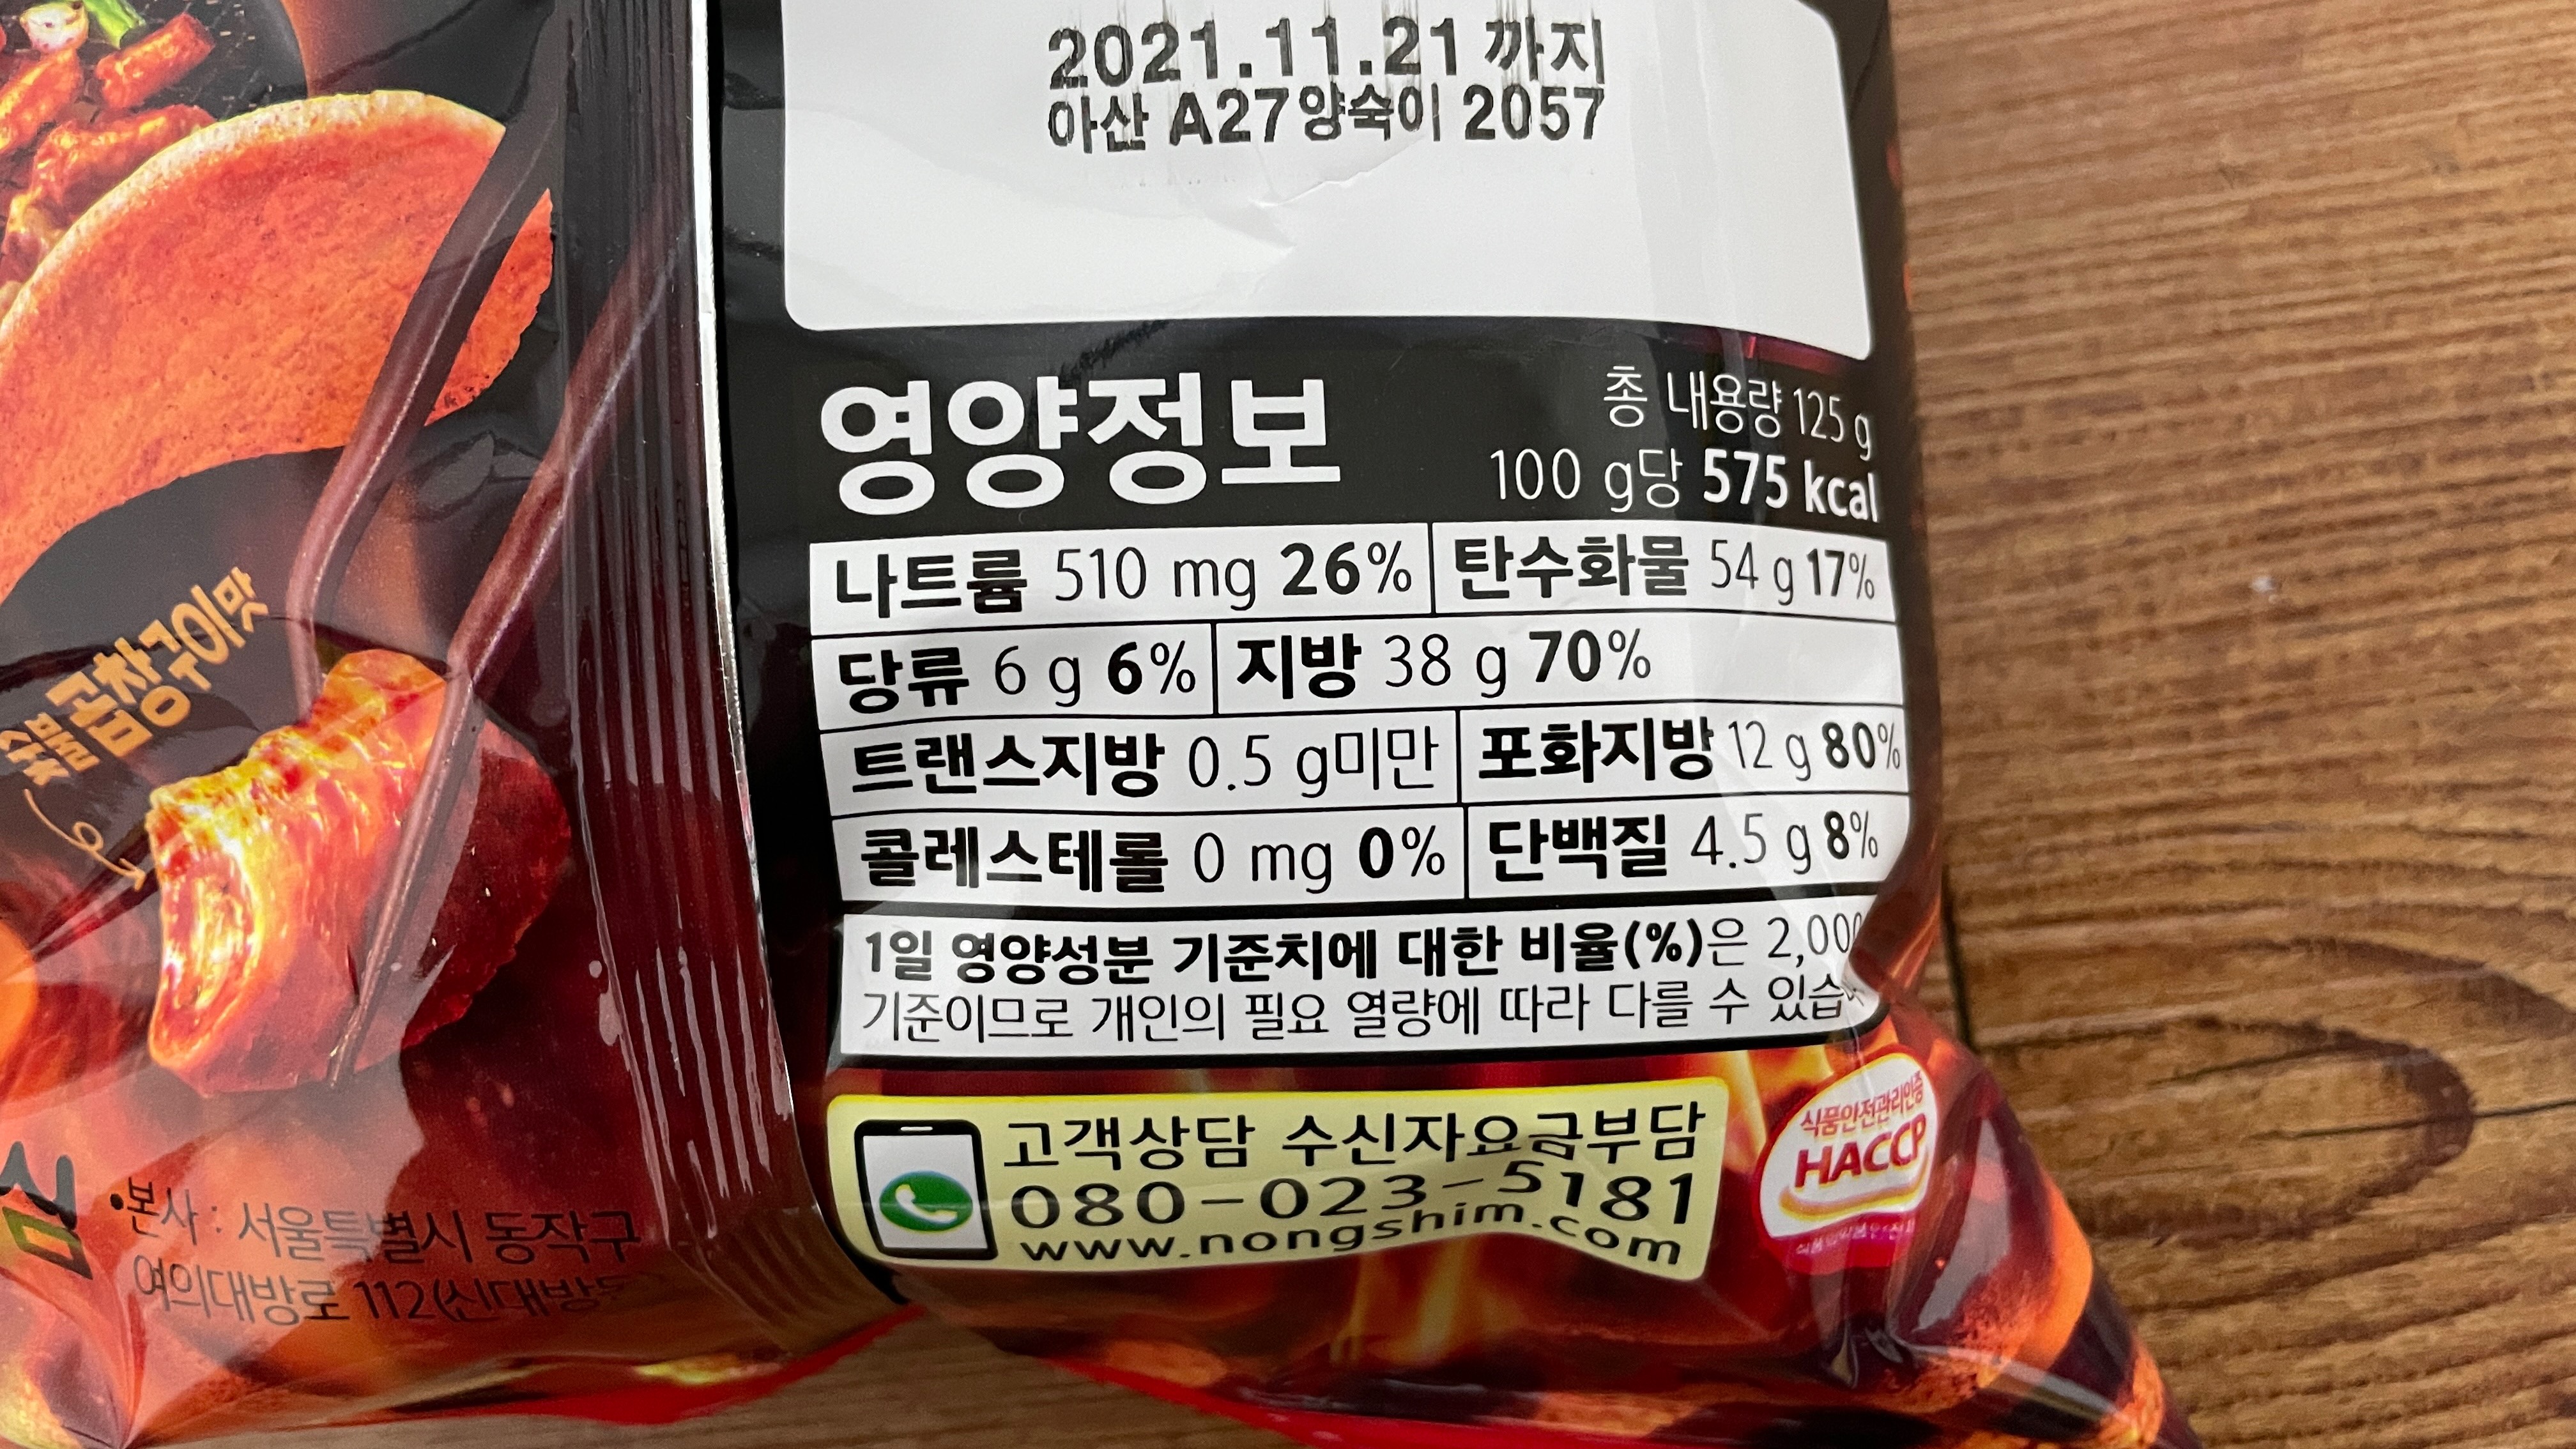 2021.11.21 까지
아산 A27양숙이 2057
영양정보
총 내용량 125 g
100 g당 575 kcal
나트륨 510 mg 26% 탄수화물 54 g 17%
당류 6 g 6% 지방 38 g 70%
트랜스지방 0.5 g미만 포화지방 12 g 80%
콜레스테롤 0 mg 0% 단백질 4.5 g 8%
1일 영양성분 기준치에 대한 비율(%)은 2,000
기준이므로 개인의 필요 열량에 따라 다를 수 있습
고객상담 수신자요금부담
080-023-5181
www.nongshim.com
식품안전관리인증
HACCP
숯불곱창구이맛
심
•본사 : 서울특별시 동작구
여의대방로 112(신대방